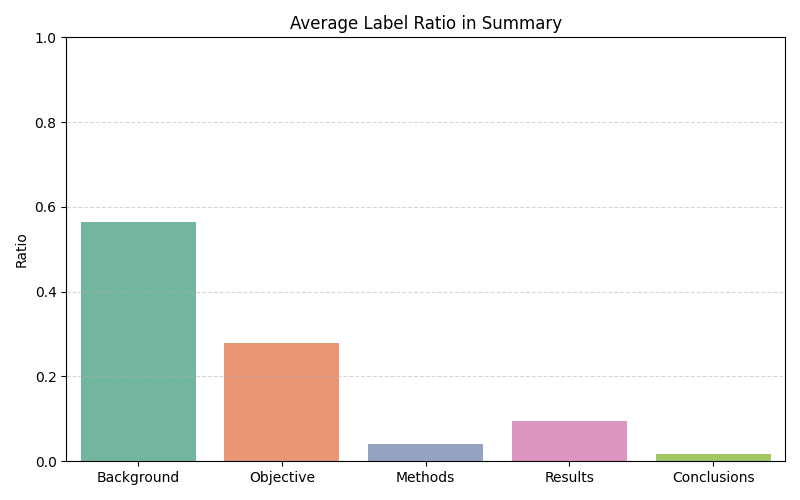 Average Label Ratio in Summary
1.0
0.8
0.6
0.4
0.2
0.0
Ratio
Background Objective Methods Results Conclusions